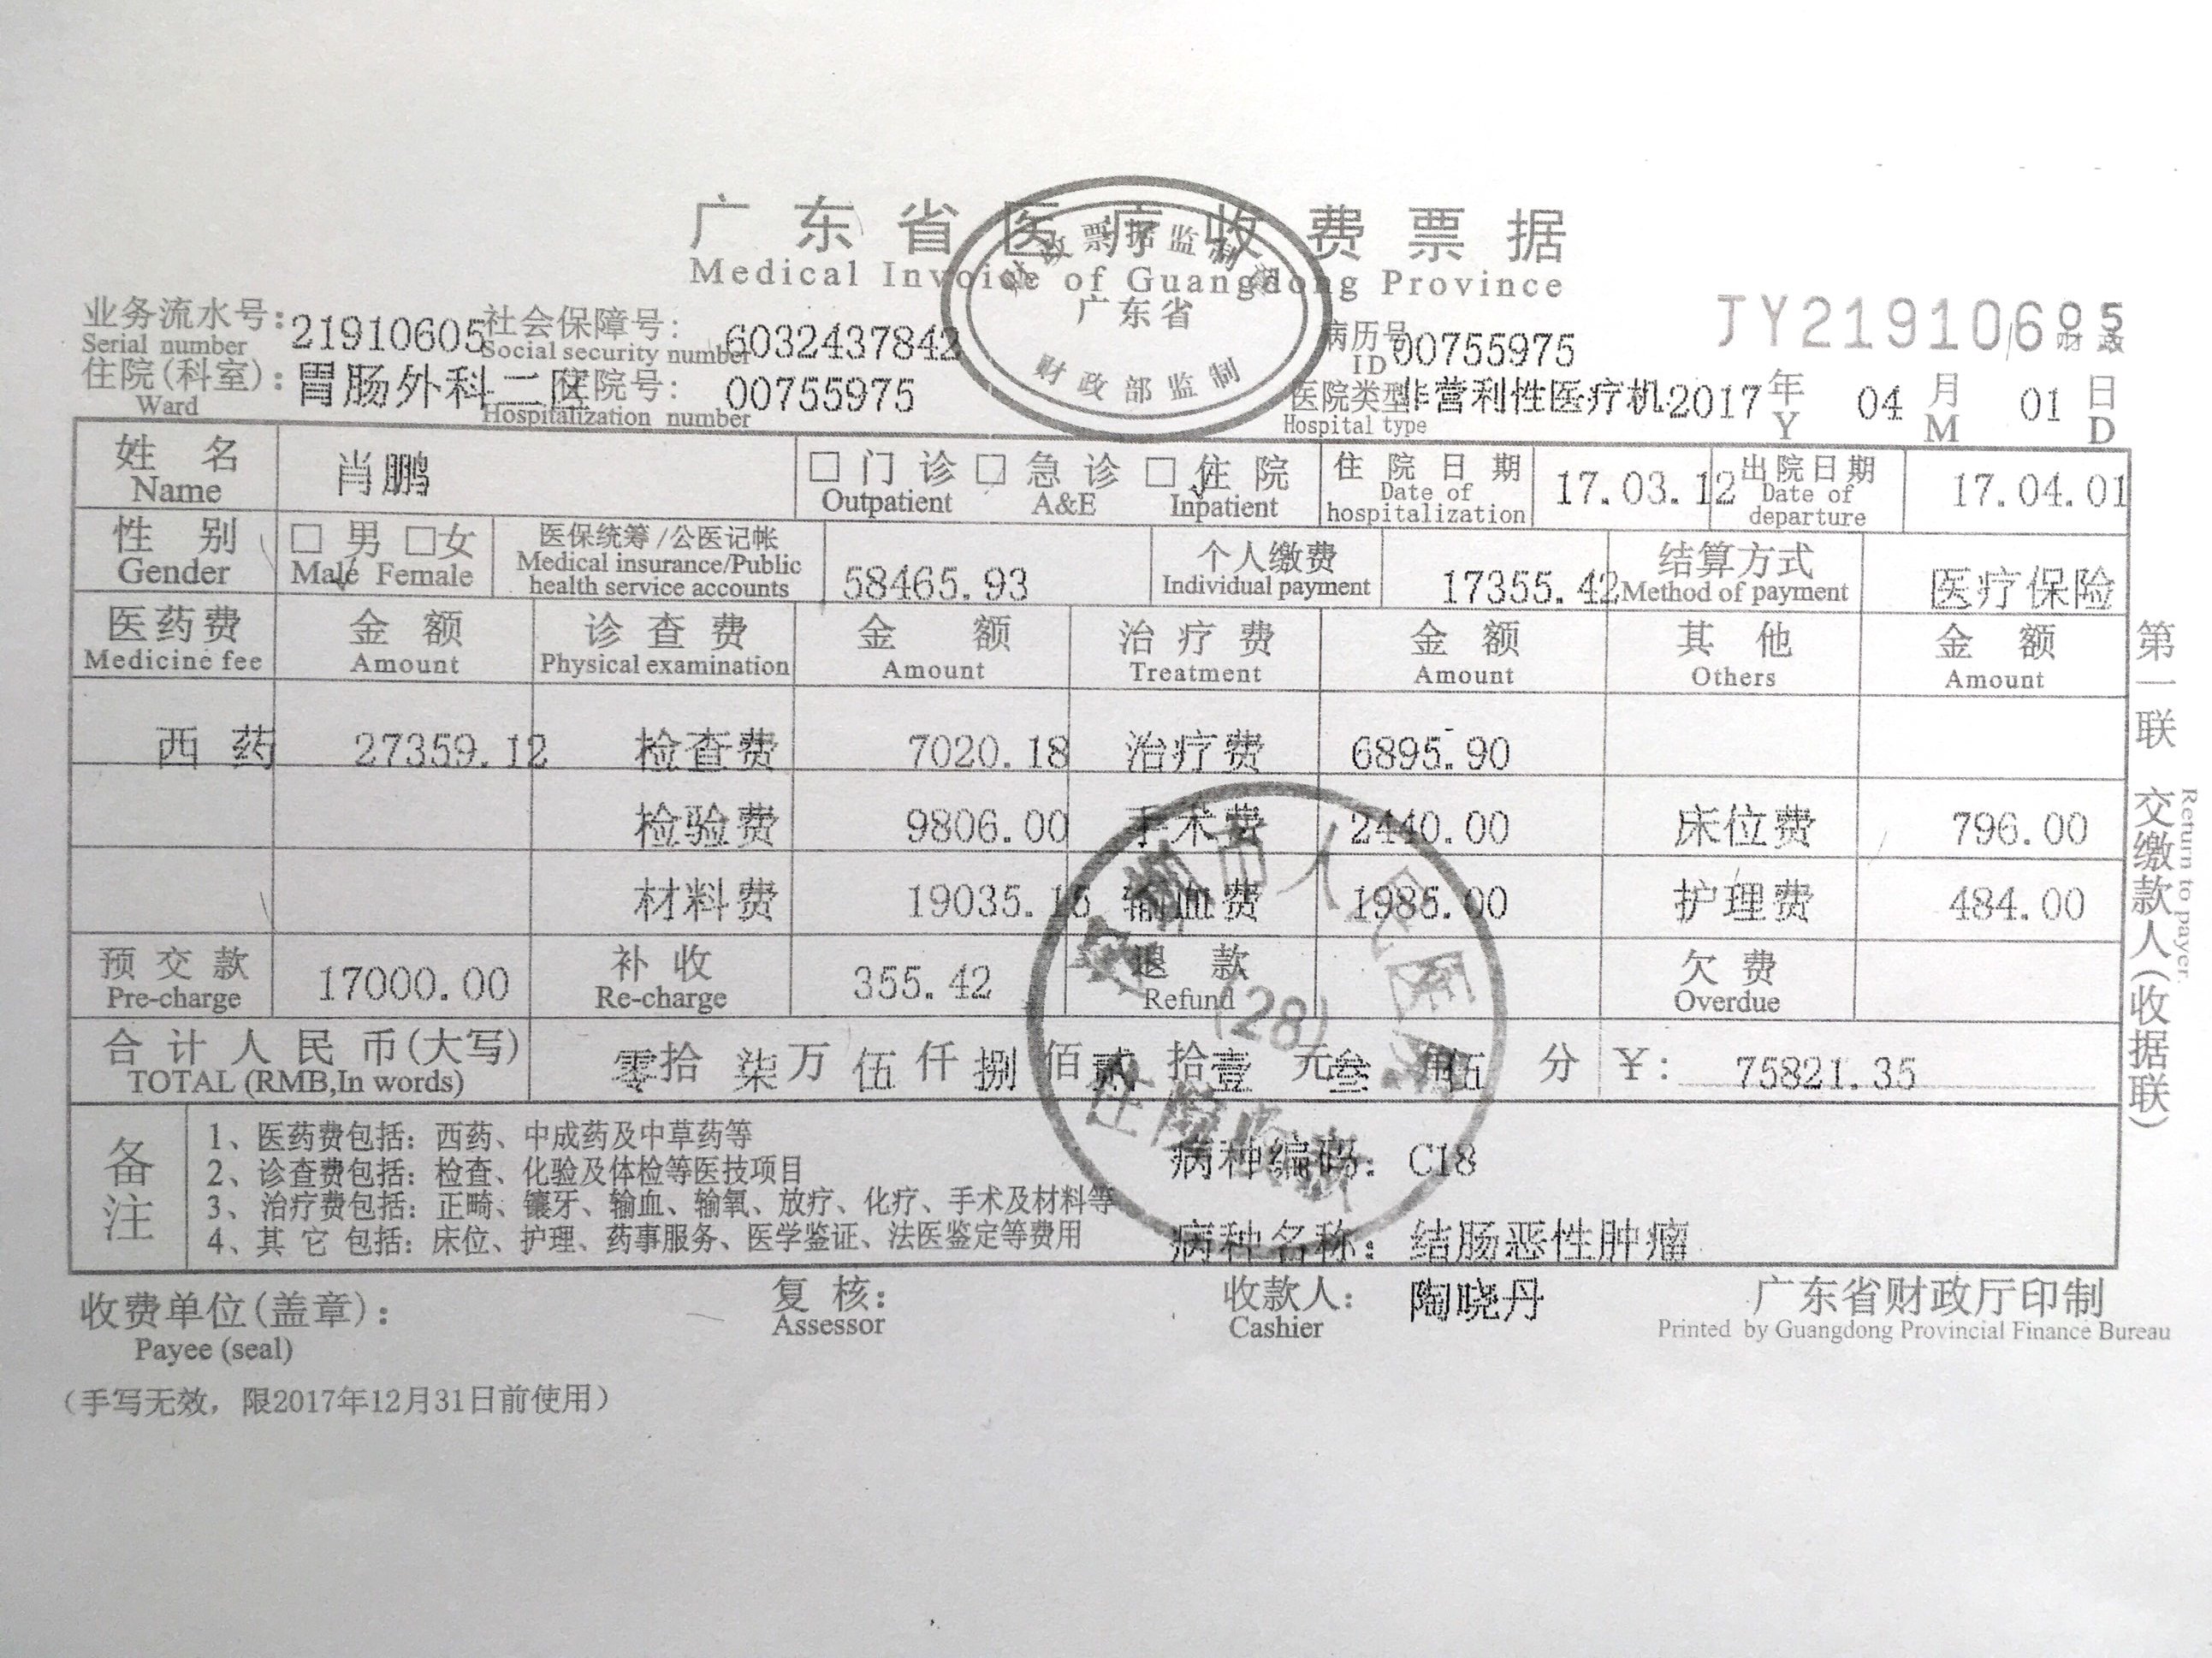 广东省医疗收费票据
Medical Invoice of Guangdong Province
财政票据监制章
广东省
财政部监制
JY21910605
财政
业务流水号: 21910605 社会保障号: 6032437842 病历号 00755975
Serial number Social security number ID
住院(科室): 胃肠外科二区 住院号: 00755975 医院类型 非营利性医疗机 2017 年 04 月 01 日
Ward Hospitalization number Hospital type Y M D
姓名 肖鹏 □门诊 □急诊 □住院 住院日期 17.03.12 出院日期 17.04.01
Name Outpatient A&E Inpatient Date of hospitalization Date of departure
性别 □男 □女 医保统筹/公医记帐 58465.93 个人缴费 17355.42 结算方式 医疗保险
Gender Male Female Medical insurance/Public health service accounts Individual payment Method of payment
医药费 金额 诊查费 金额 治疗费 金额 其他 金额
Medicine fee Amount Physical examination Amount Treatment Amount Others Amount
西药 27359.12 检查费 7020.18 治疗费 6895.90
检验费 9806.00 手术费 2440.00 床位费 796.00
材料费 19035.15 输血费 1985.00 护理费 484.00
预交款 17000.00 补收 355.42 退款 欠费
Pre-charge Re-charge Refund Overdue
合计人民币(大写) 零拾柒万伍仟捌佰贰拾壹元叁角伍分 ¥: 75821.35
TOTAL (RMB,In words)
市人民医院
(28)
住院收款
备注
1、医药费包括: 西药、中成药及中草药等
2、诊查费包括: 检查、化验及体检等医技项目
3、治疗费包括: 正畸、镶牙、输血、输氧、放疗、化疗、手术及材料等
4、其它包括: 床位、护理、药事服务、医学鉴证、法医鉴定等费用
病种编码: C18
病种名称: 结肠恶性肿瘤
收费单位(盖章): 复核: 收款人: 陶晓丹 广东省财政厅印制
Payee (seal) Assessor Cashier Printed by Guangdong Provincial Finance Bureau
(手写无效, 限2017年12月31日前使用)
第一联 交缴款人(收据联)
Return to payer.